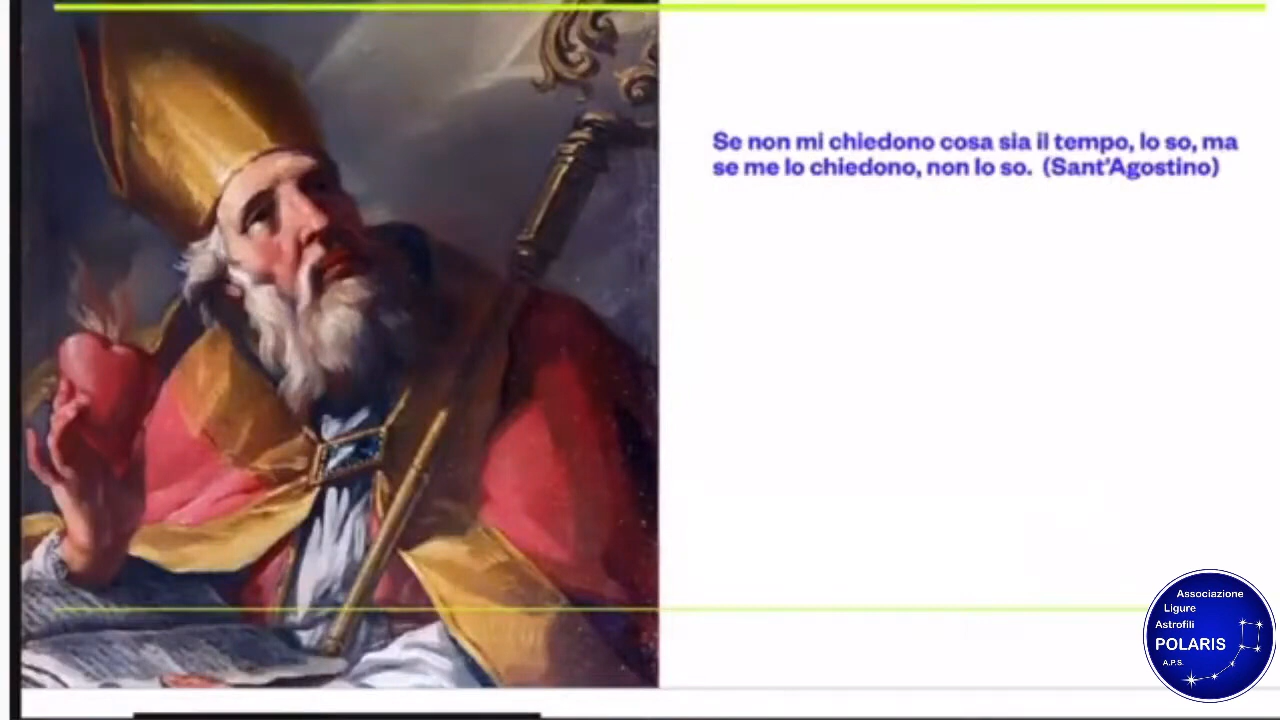 Se non mi chiedono cosa sia il tempo, lo so, ma
se me lo chiedono, non lo so. (Sant'Agostino)
Associazione
Ligure
Astrofili
POLARIS
A.P.S.